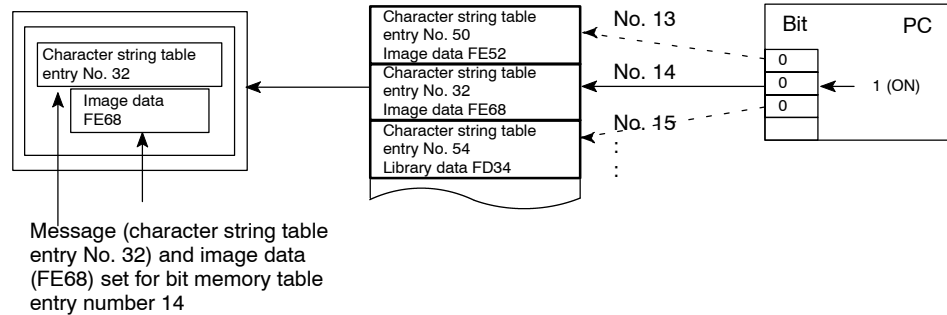 Character string table
entry No. 32
Image data
FE68
Message (character string table
entry No. 32) and image data
(FE68) set for bit memory table
entry number 14
Character string table
entry No. 50
Image data FE52
Character string table
entry No. 32
Image data FE68
Character string table
entry No. 54
Library data FD34
No. 13
No. 14
No. 15
:
:
Bit
PC
0
0
0
1 (ON)